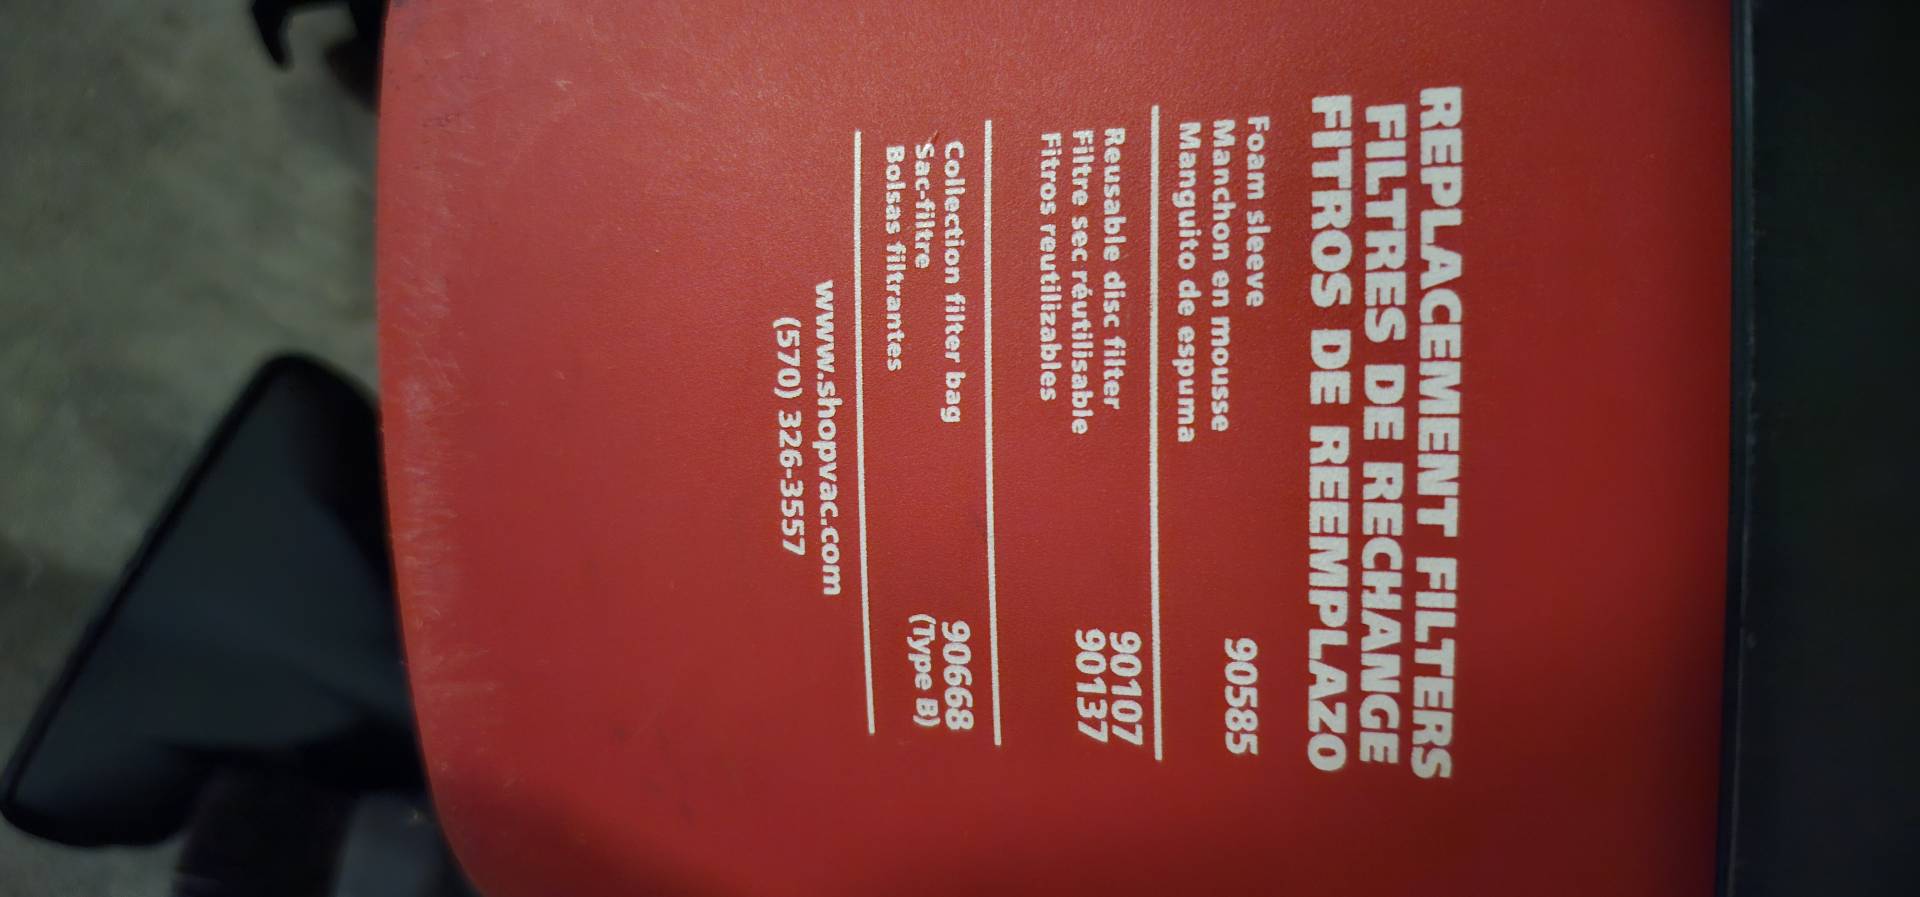 REPLACEMENT FILTERS
FILTRES DE RECHANGE
FITROS DE REEMPLAZO
Foam sleeve 90585
Manchon en mousse
Manguito de espuma
Reusable disc filter 90107
Filtre sec réutilisable 90137
Fitros reutilizables
Collection filter bag 90668
Sac-filtre (Type B)
Bolsas filtrantes
www.shopvac.com
(570) 326-3557